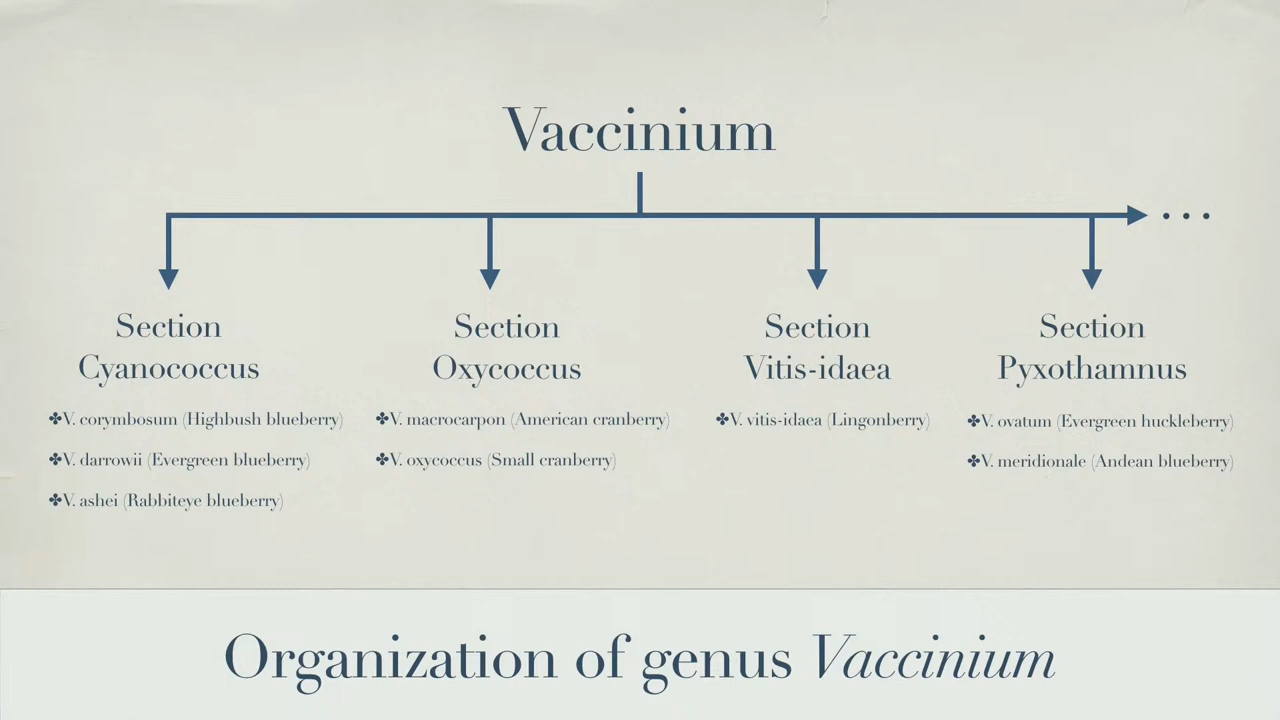 Vaccinium
...
Section
Cyanococcus
✤V. corymbosum (Highbush blueberry)
✤V. darrowii (Evergreen blueberry)
✤V. ashei (Rabbiteye blueberry)
Section
Oxycoccus
✤V. macrocarpon (American cranberry)
✤V. oxycoccus (Small cranberry)
Section
Vitis-idaea
✤V. vitis-idaea (Lingonberry)
Section
Pyxothamnus
✤V. ovatum (Evergreen huckleberry)
✤V. meridionale (Andean blueberry)
Organization of genus Vaccinium